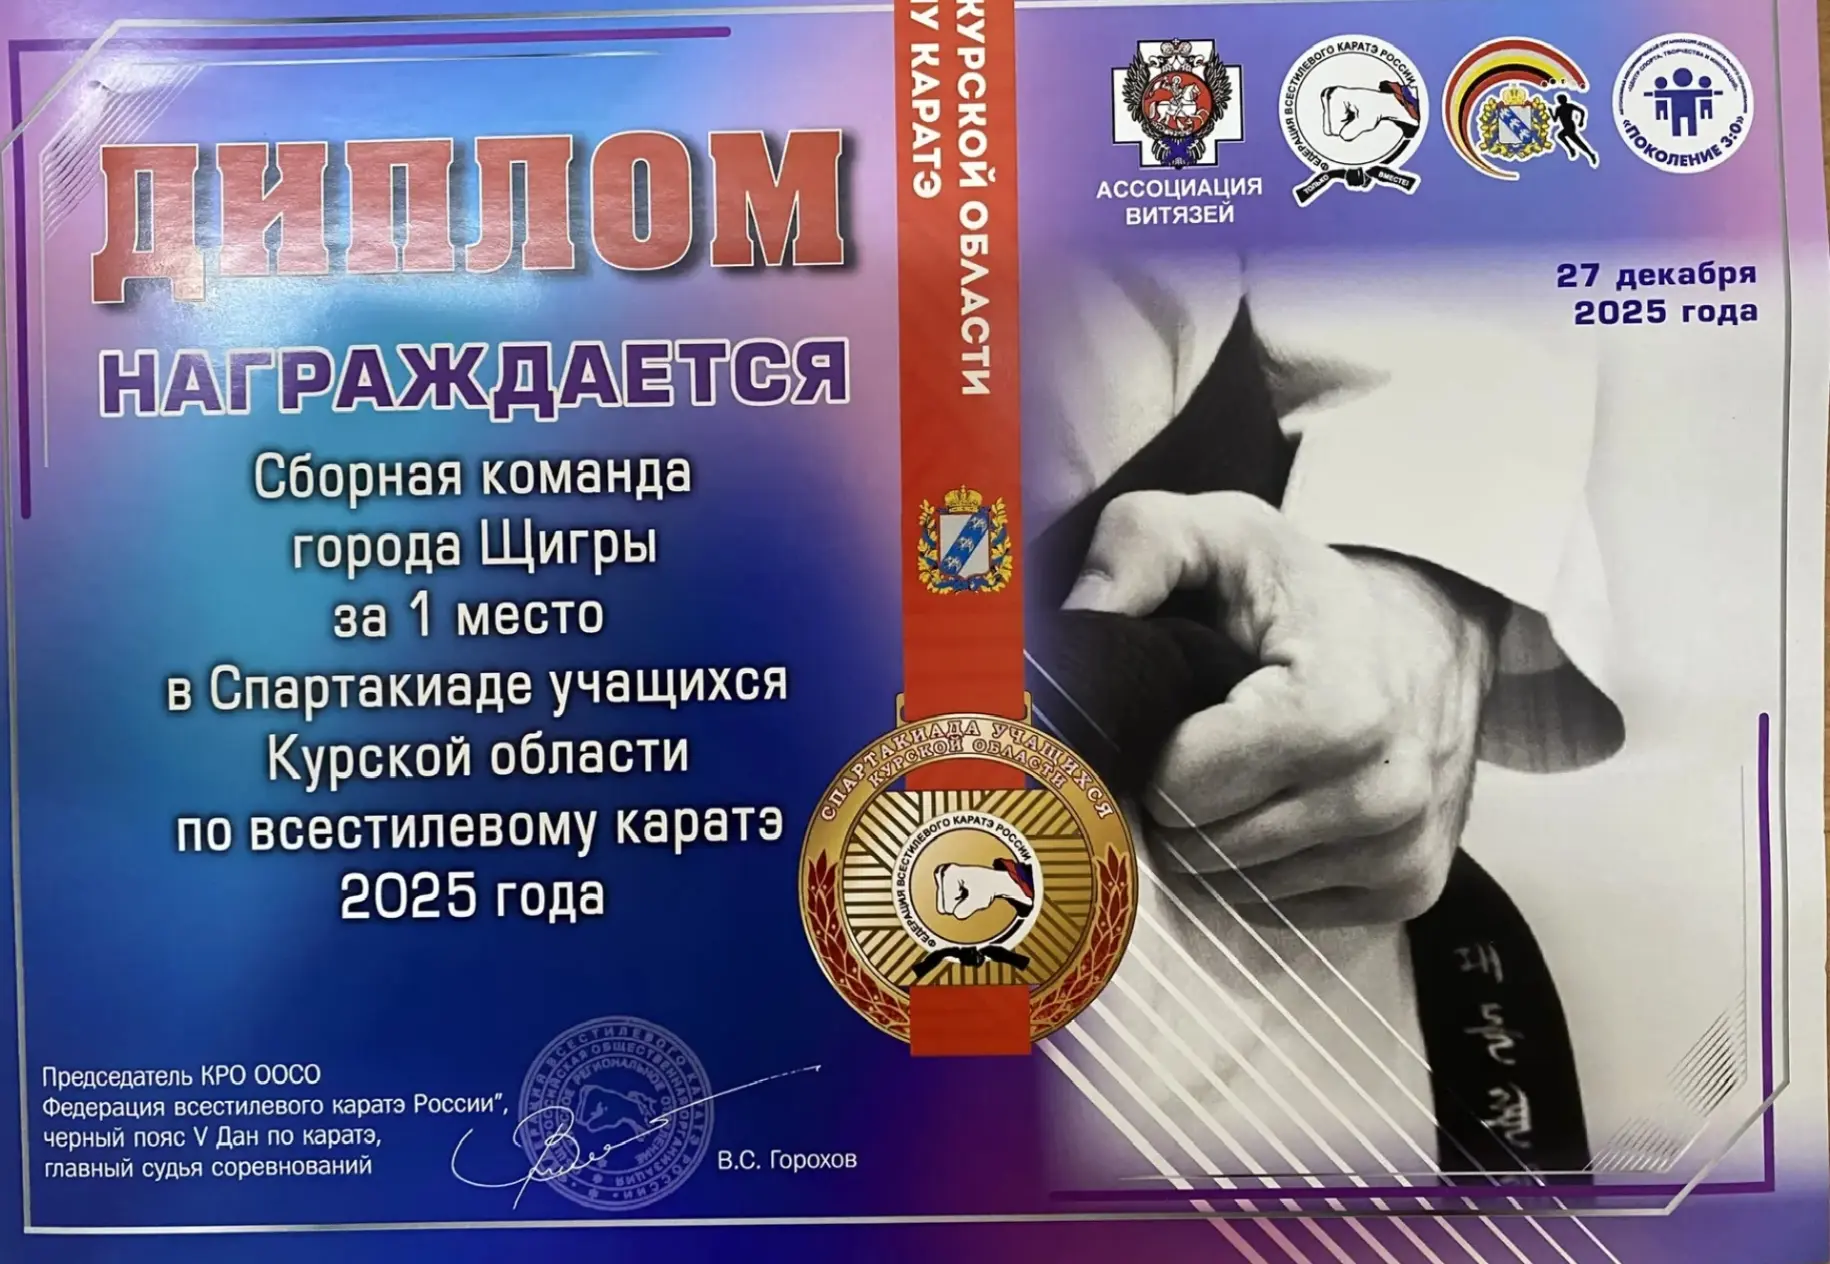 ДИПЛОМ
НАГРАЖДАЕТСЯ
Сборная команда
города Щигры
за 1 место
в Спартакиаде учащихся
Курской области
по всестилевому каратэ
2025 года
Председатель КРО ООСО
Федерация всестилевого каратэ России",
черный пояс V Дан по каратэ,
главный судья соревнований
В.С. Горохов
КУРСКОЙ ОБЛАСТИ
КАРАТЭ
СПАРТАКИАДА УЧАЩИХСЯ
КУРСКОЙ ОБЛАСТИ
ФЕДЕРАЦИЯ ВСЕСТИЛЕВОГО КАРАТЭ РОССИИ
АССОЦИАЦИЯ
ВИТЯЗЕЙ
ФЕДЕРАЦИЯ ВСЕСТИЛЕВОГО КАРАТЭ РОССИИ
ТОЛЬКО ВМЕСТЕ!
«ПОКОЛЕНИЕ 3:0»
27 декабря
2025 года